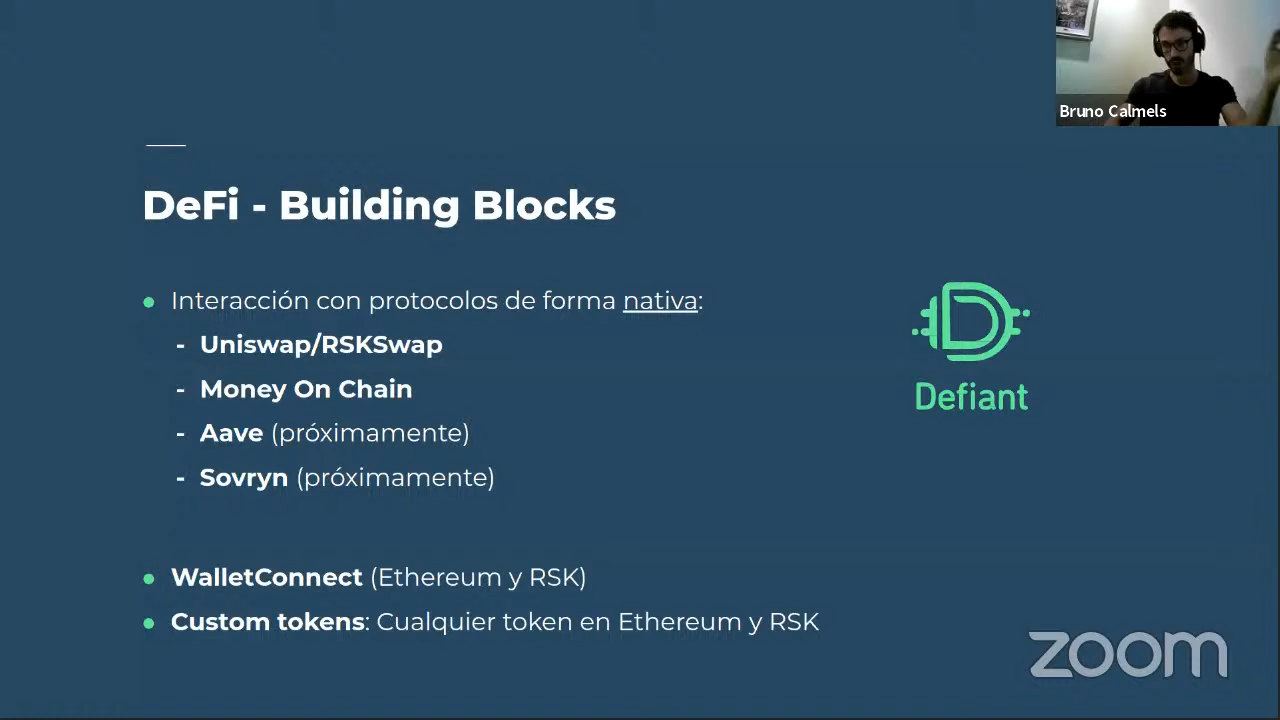 Bruno Calmels
DeFi - Building Blocks
● Interacción con protocolos de forma nativa:
- Uniswap/RSKSwap
- Money On Chain
- Aave (próximamente)
- Sovryn (próximamente)
Defiant
● WalletConnect (Ethereum y RSK)
● Custom tokens: Cualquier token en Ethereum y RSK
zoom